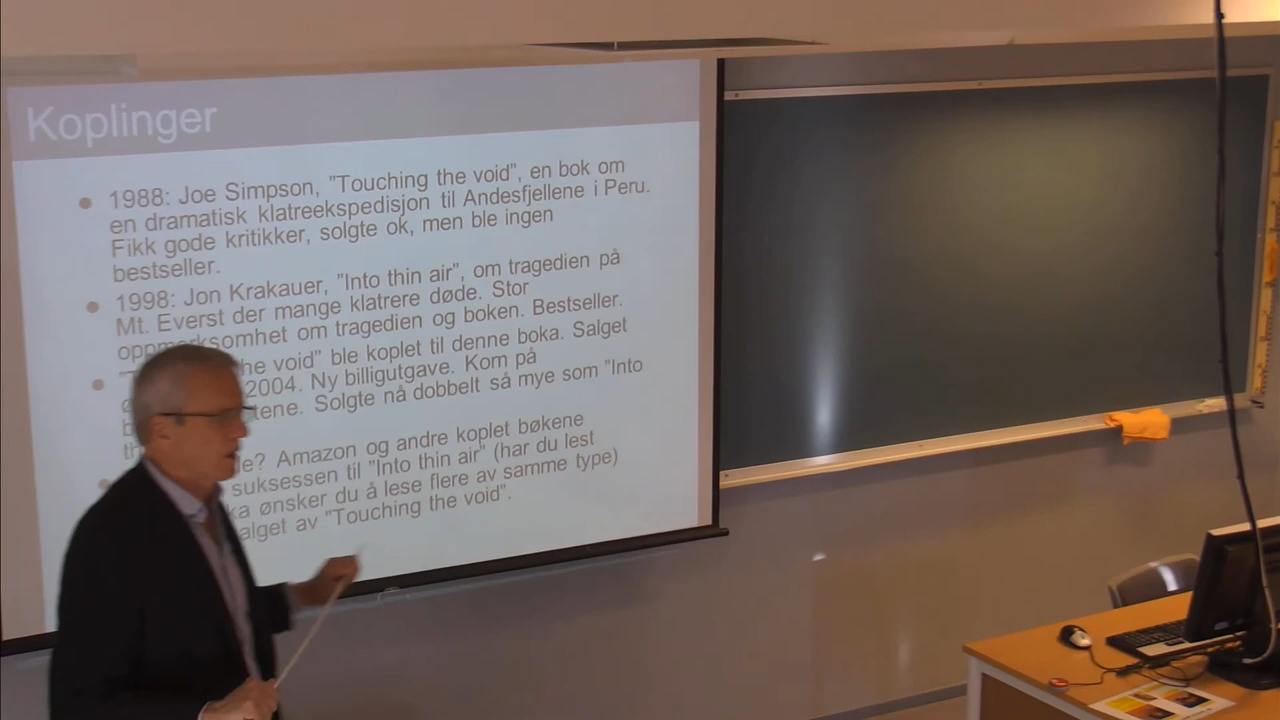 Koplinger
1988: Joe Simpson, "Touching the void", en bok om
en dramatisk klatreekspedisjon til Andesfjellene i Peru.
Fikk gode kritikker, solgte ok, men ble ingen
bestseller.
1998: Jon Krakauer, "Into thin air", om tragedien på
Mt. Everst der mange klatrere døde. Stor
oppmerksomhet om tragedien og boken. Bestseller.
he void" ble koplet til denne boka. Salget
2004. Ny billigutgave. Kom på
tene. Solgte nå dobbelt så mye som "Into
th
le? Amazon og andre koplet bøkene
suksessen til "Into thin air" (har du lest
ka ønsker du å lese flere av samme type)
alget av "Touching the void".